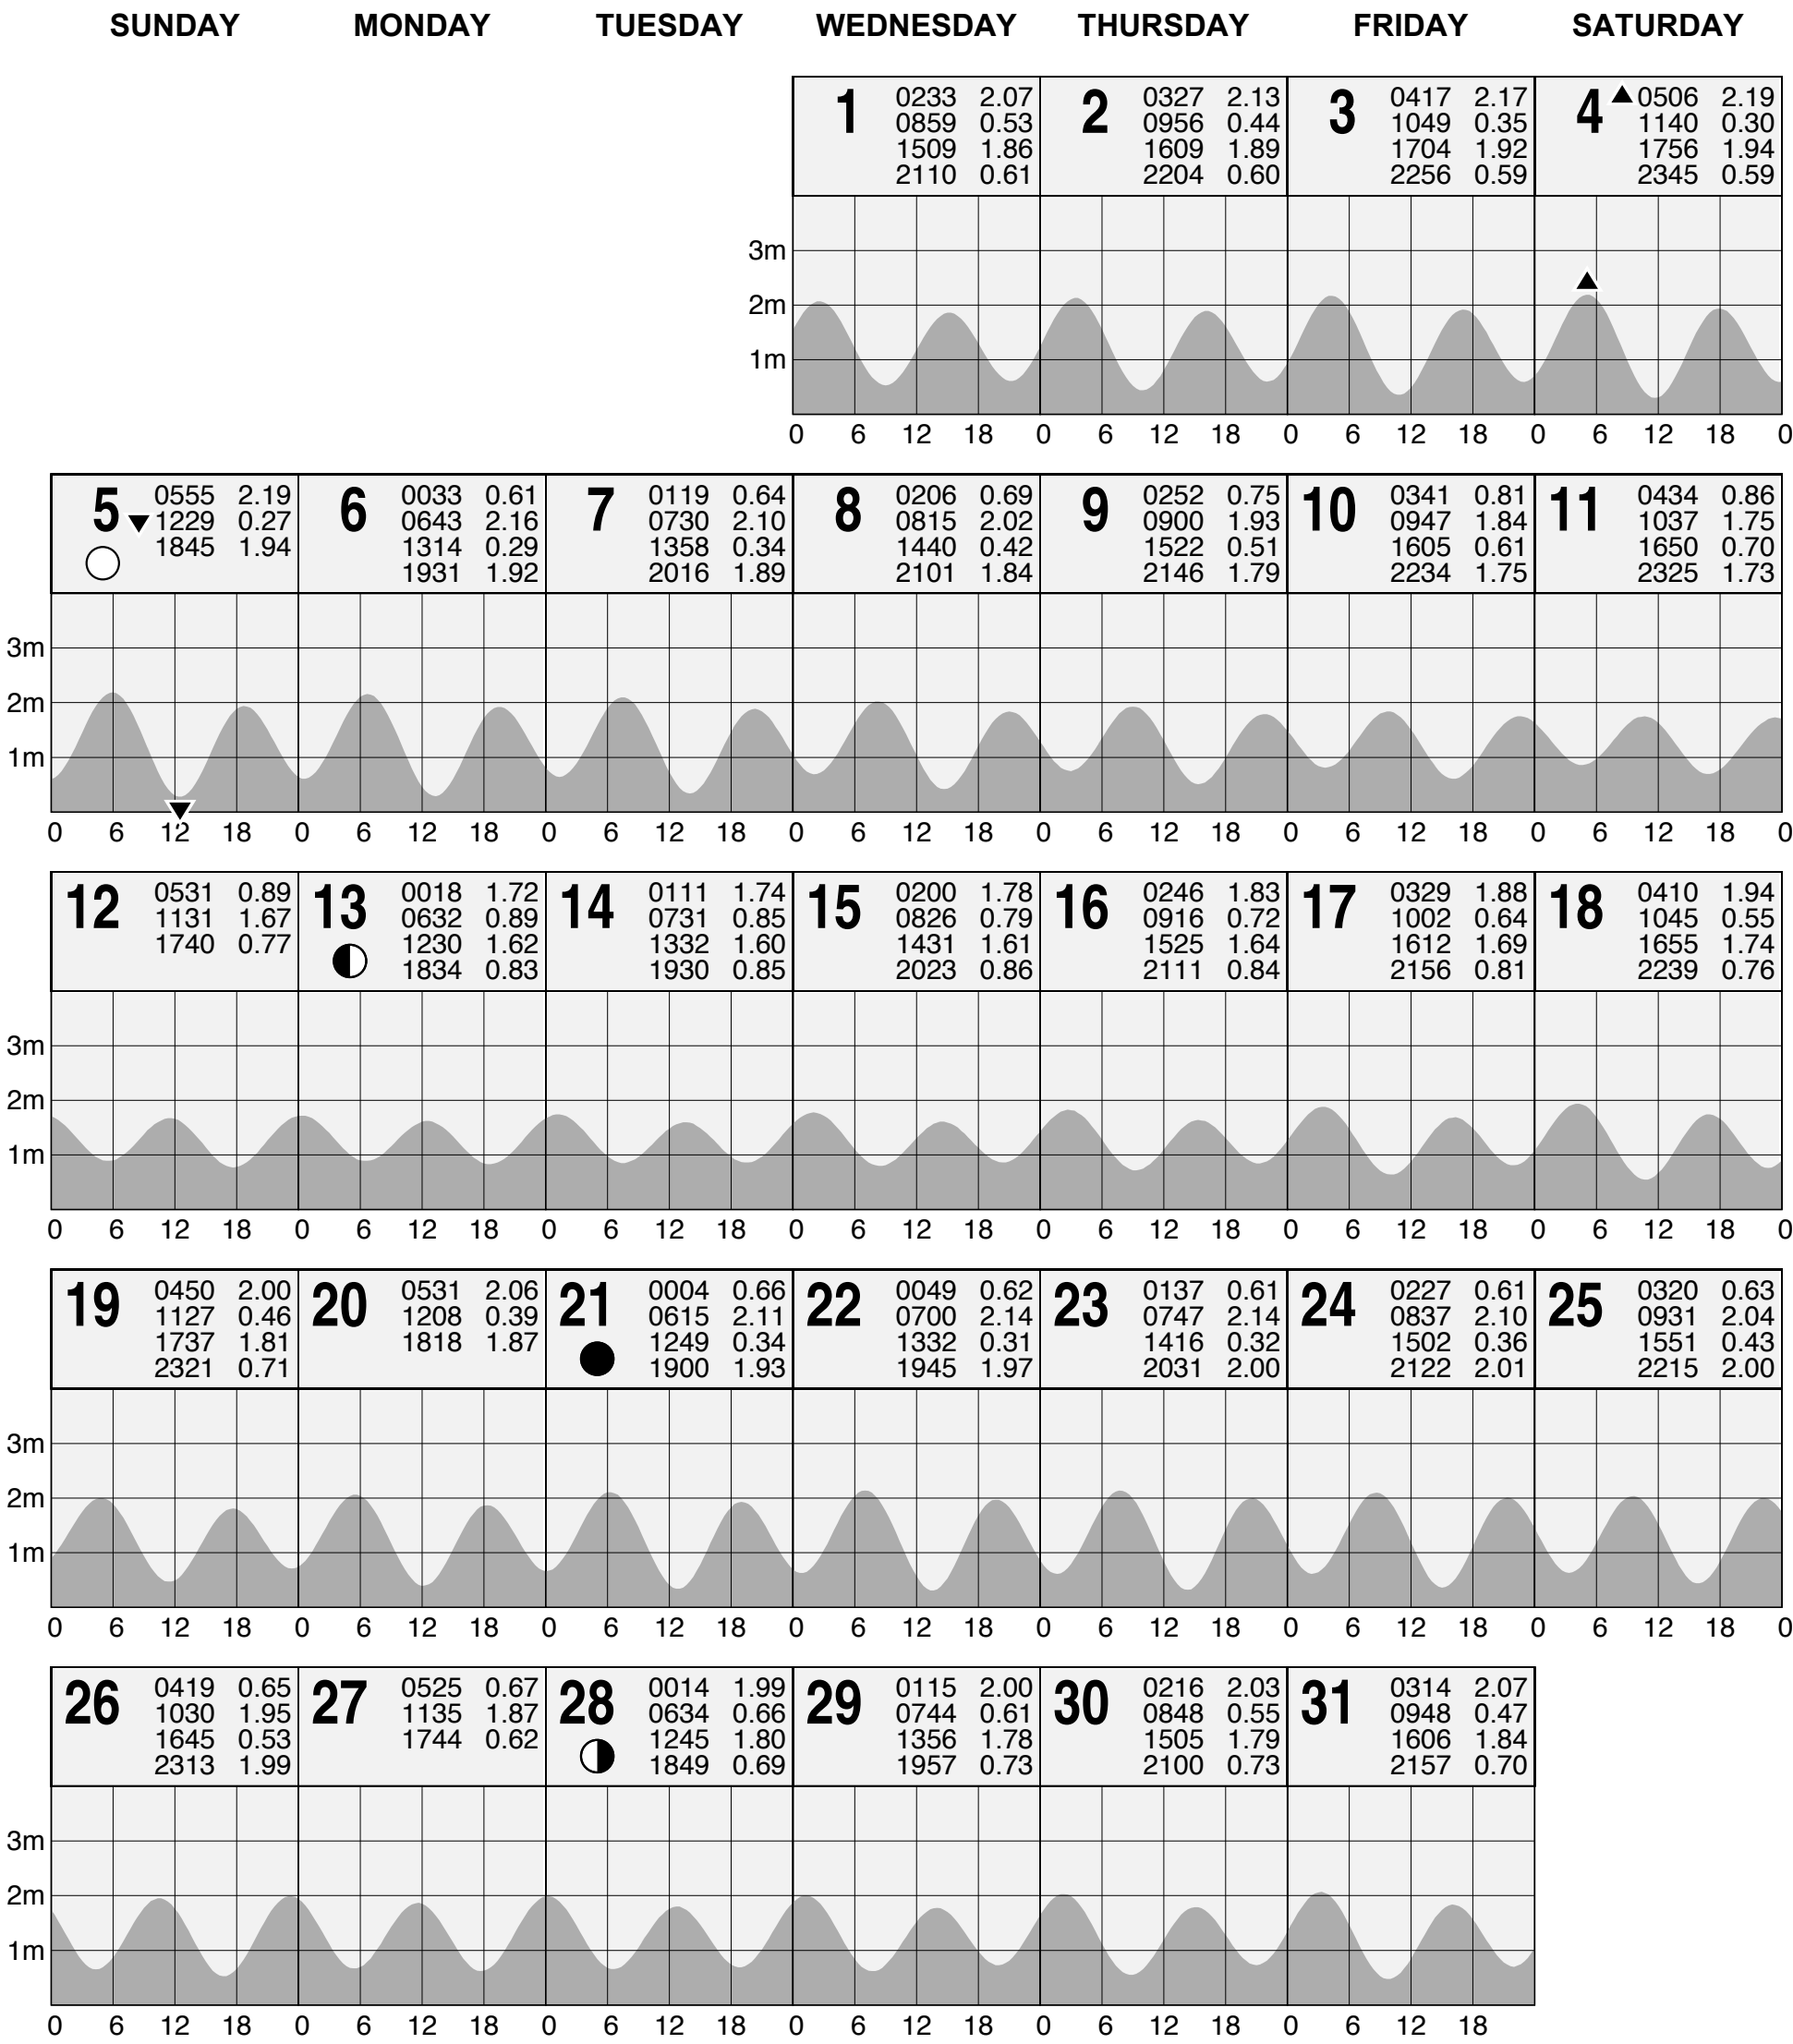 SUNDAY MONDAY TUESDAY WEDNESDAY THURSDAY FRIDAY SATURDAY
1 0233 2.07
0859 0.53
1509 1.86
2110 0.61
2 0327 2.13
0956 0.44
1609 1.89
2204 0.60
3 0417 2.17
1049 0.35
1704 1.92
2256 0.59
4 0506 2.19
1140 0.30
1756 1.94
2345 0.59
3m
2m
1m
0 6 12 18 0 6 12 18 0 6 12 18 0 6 12 18 0
5 0555 2.19
1229 0.27
1845 1.94
6 0033 0.61
0643 2.16
1314 0.29
1931 1.92
7 0119 0.64
0730 2.10
1358 0.34
2016 1.89
8 0206 0.69
0815 2.02
1440 0.42
2101 1.84
9 0252 0.75
0900 1.93
1522 0.51
2146 1.79
10 0341 0.81
0947 1.84
1605 0.61
2234 1.75
11 0434 0.86
1037 1.75
1650 0.70
2325 1.73
3m
2m
1m
0 6 12 18 0 6 12 18 0 6 12 18 0 6 12 18 0 6 12 18 0 6 12 18 0 6 12 18 0
12 0531 0.89
1131 1.67
1740 0.77
13 0018 1.72
0632 0.89
1230 1.62
1834 0.83
14 0111 1.74
0731 0.85
1332 1.60
1930 0.85
15 0200 1.78
0826 0.79
1431 1.61
2023 0.86
16 0246 1.83
0916 0.72
1525 1.64
2111 0.84
17 0329 1.88
1002 0.64
1612 1.69
2156 0.81
18 0410 1.94
1045 0.55
1655 1.74
2239 0.76
3m
2m
1m
0 6 12 18 0 6 12 18 0 6 12 18 0 6 12 18 0 6 12 18 0 6 12 18 0 6 12 18 0
19 0450 2.00
1127 0.46
1737 1.81
2321 0.71
20 0531 2.06
1208 0.39
1818 1.87
21 0004 0.66
0615 2.11
1249 0.34
1900 1.93
22 0049 0.62
0700 2.14
1332 0.31
1945 1.97
23 0137 0.61
0747 2.14
1416 0.32
2031 2.00
24 0227 0.61
0837 2.10
1502 0.36
2122 2.01
25 0320 0.63
0931 2.04
1551 0.43
2215 2.00
3m
2m
1m
0 6 12 18 0 6 12 18 0 6 12 18 0 6 12 18 0 6 12 18 0 6 12 18 0 6 12 18 0
26 0419 0.65
1030 1.95
1645 0.53
2313 1.99
27 0525 0.67
1135 1.87
1744 0.62
28 0014 1.99
0634 0.66
1245 1.80
1849 0.69
29 0115 2.00
0744 0.61
1356 1.78
1957 0.73
30 0216 2.03
0848 0.55
1505 1.79
2100 0.73
31 0314 2.07
0948 0.47
1606 1.84
2157 0.70
3m
2m
1m
0 6 12 18 0 6 12 18 0 6 12 18 0 6 12 18 0 6 12 18 0 6 12 18